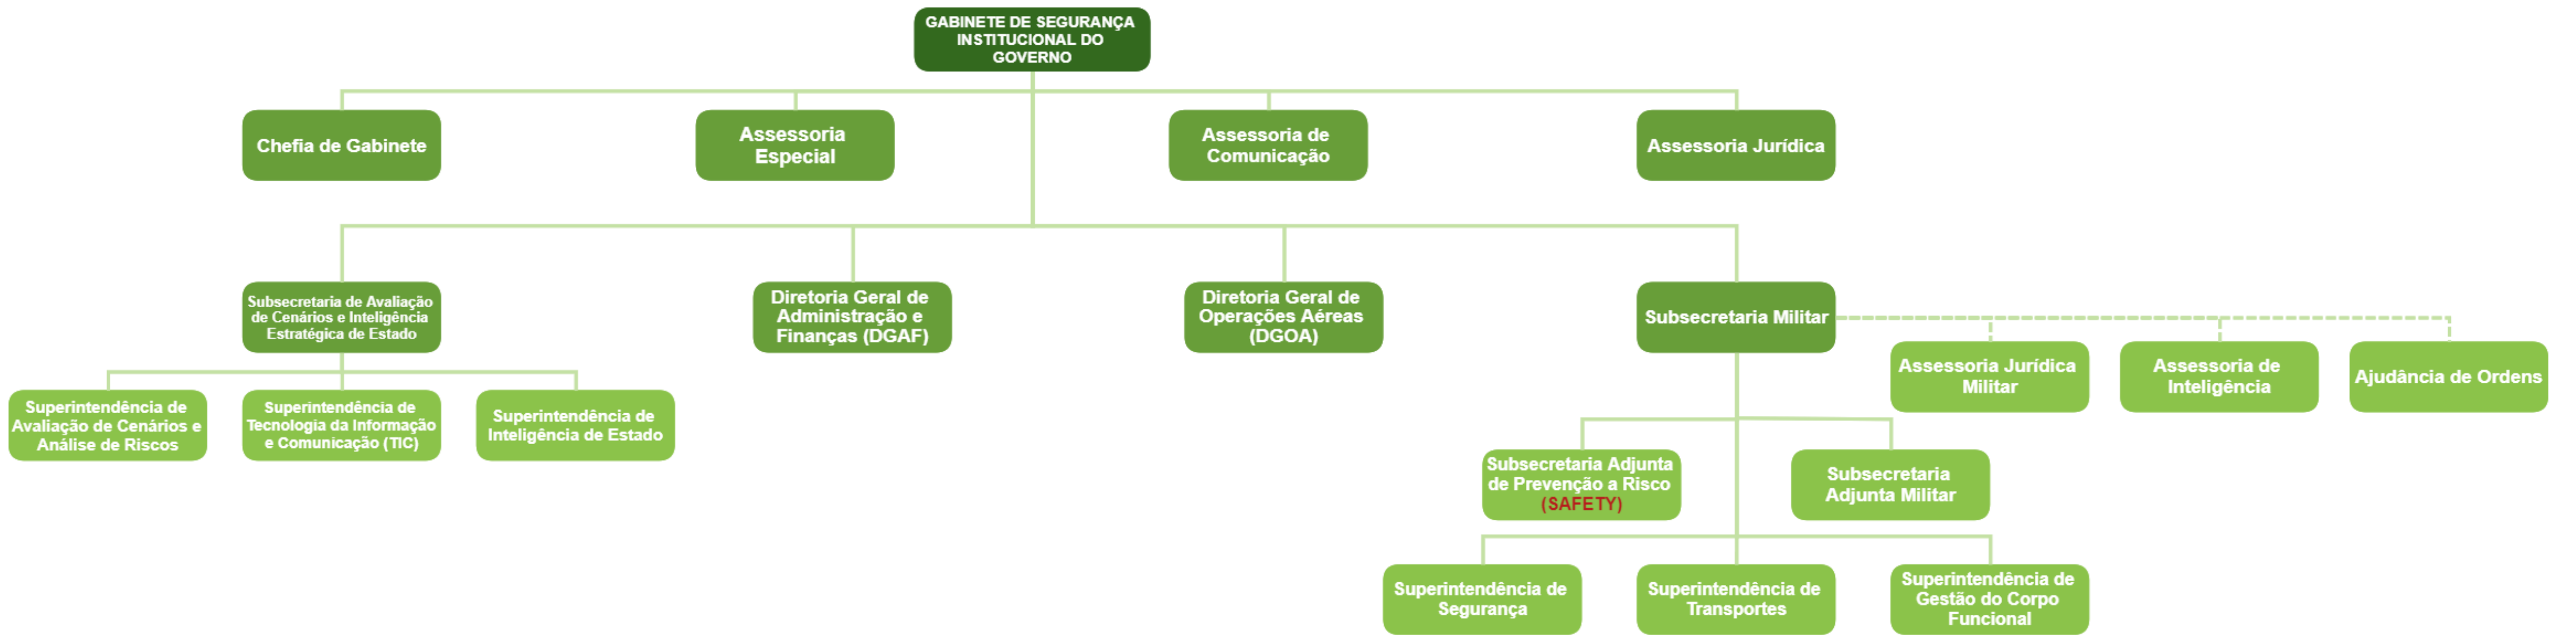 GABINETE DE SEGURANÇA
INSTITUCIONAL DO
GOVERNO
Chefia de Gabinete
Assessoria
Especial
Assessoria de
Comunicação
Assessoria Jurídica
Subsecretaria de Avaliação
de Cenários e Inteligência
Estratégica de Estado
Diretoria Geral de
Administração e
Finanças (DGAF)
Diretoria Geral de
Operações Aéreas
(DGOA)
Subsecretaria Militar
Assessoria Jurídica
Militar
Assessoria de
Inteligência
Ajudância de Ordens
Superintendência de
Avaliação de Cenários e
Análise de Riscos
Superintendência de
Tecnologia da Informação
e Comunicação (TIC)
Superintendência de
Inteligência de Estado
Subsecretaria Adjunta
de Prevenção a Risco
(SAFETY)
Subsecretaria
Adjunta Militar
Superintendência de
Segurança
Superintendência de
Transportes
Superintendência de
Gestão do Corpo
Funcional